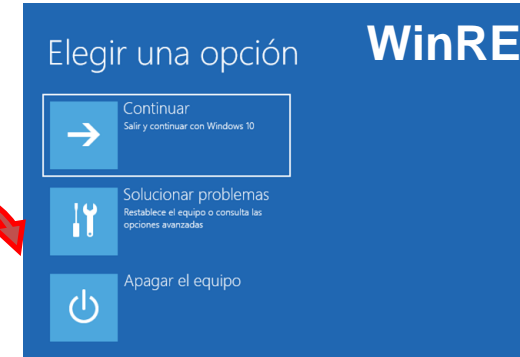 Elegir una opción
WinRE
Continuar
Salir y continuar con Windows 10
Solucionar problemas
Restablece el equipo o consulta las
opciones avanzadas
Apagar el equipo